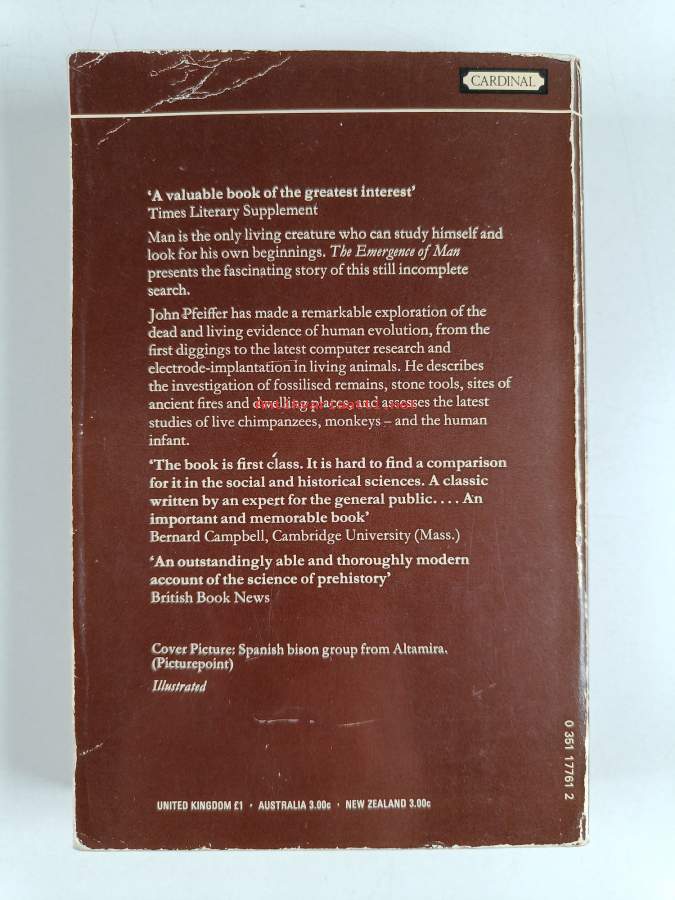 CARDINAL
‘A valuable book of the greatest interest’
Times Literary Supplement
Man is the only living creature who can study himself and
look for his own beginnings. The Emergence of Man
presents the fascinating story of this still incomplete
search.
John Pfeiffer has made a remarkable exploration of the
dead and living evidence of human evolution, from the
first diggings to the latest computer research and
electrode-implantation in living animals. He describes
the investigation of fossilised remains, stone tools, sites of
ancient fires and dwelling places, and assesses the latest
studies of live chimpanzees, monkeys – and the human
infant.
‘The book is first class. It is hard to find a comparison
for it in the social and historical sciences. A classic
written by an expert for the general public.... An
important and memorable book’
Bernard Campbell, Cambridge University (Mass.)
‘An outstandingly able and thoroughly modern
account of the science of prehistory’
British Book News
Cover Picture: Spanish bison group from Altamira.
(Picturepoint)
Illustrated
0 351 17761 2
UNITED KINGDOM £1 · AUSTRALIA 3.00c · NEW ZEALAND 3.00c